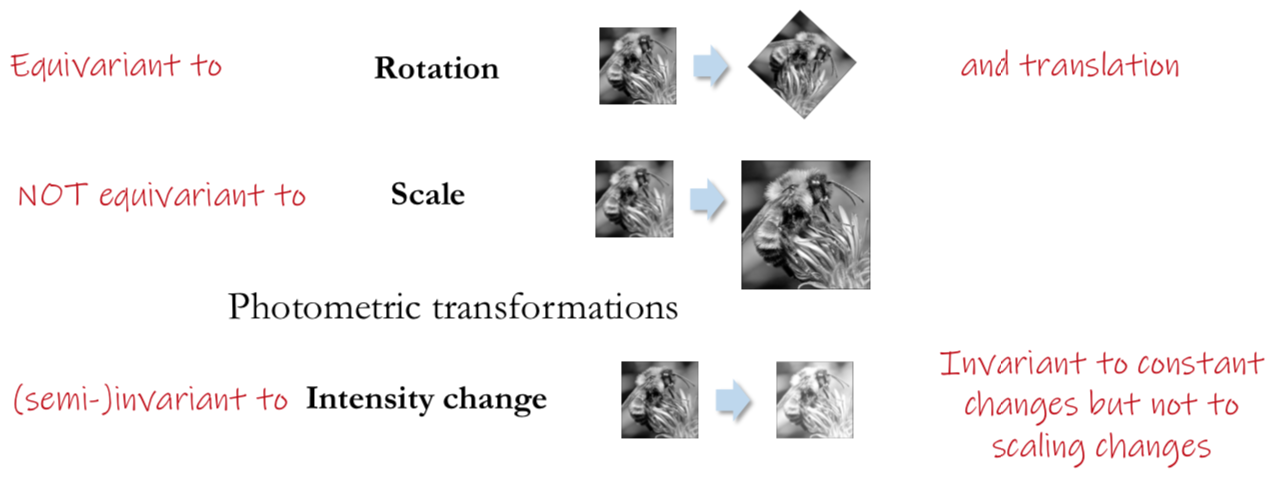 Equivariant to Rotation and translation
NOT equivariant to Scale
Photometric transformations
(semi-)invariant to Intensity change
Invariant to constant
changes but not to
scaling changes